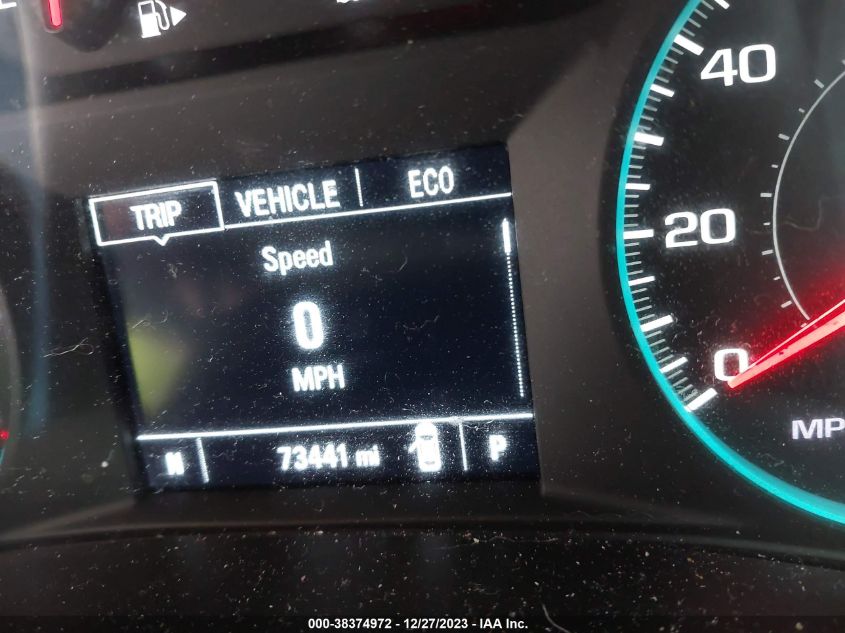 TRIP VEHICLE ECO
Speed
0
MPH
N 73441 mi P
40
20
0
MP
000-38374972 - 12/27/2023 - IAA Inc.